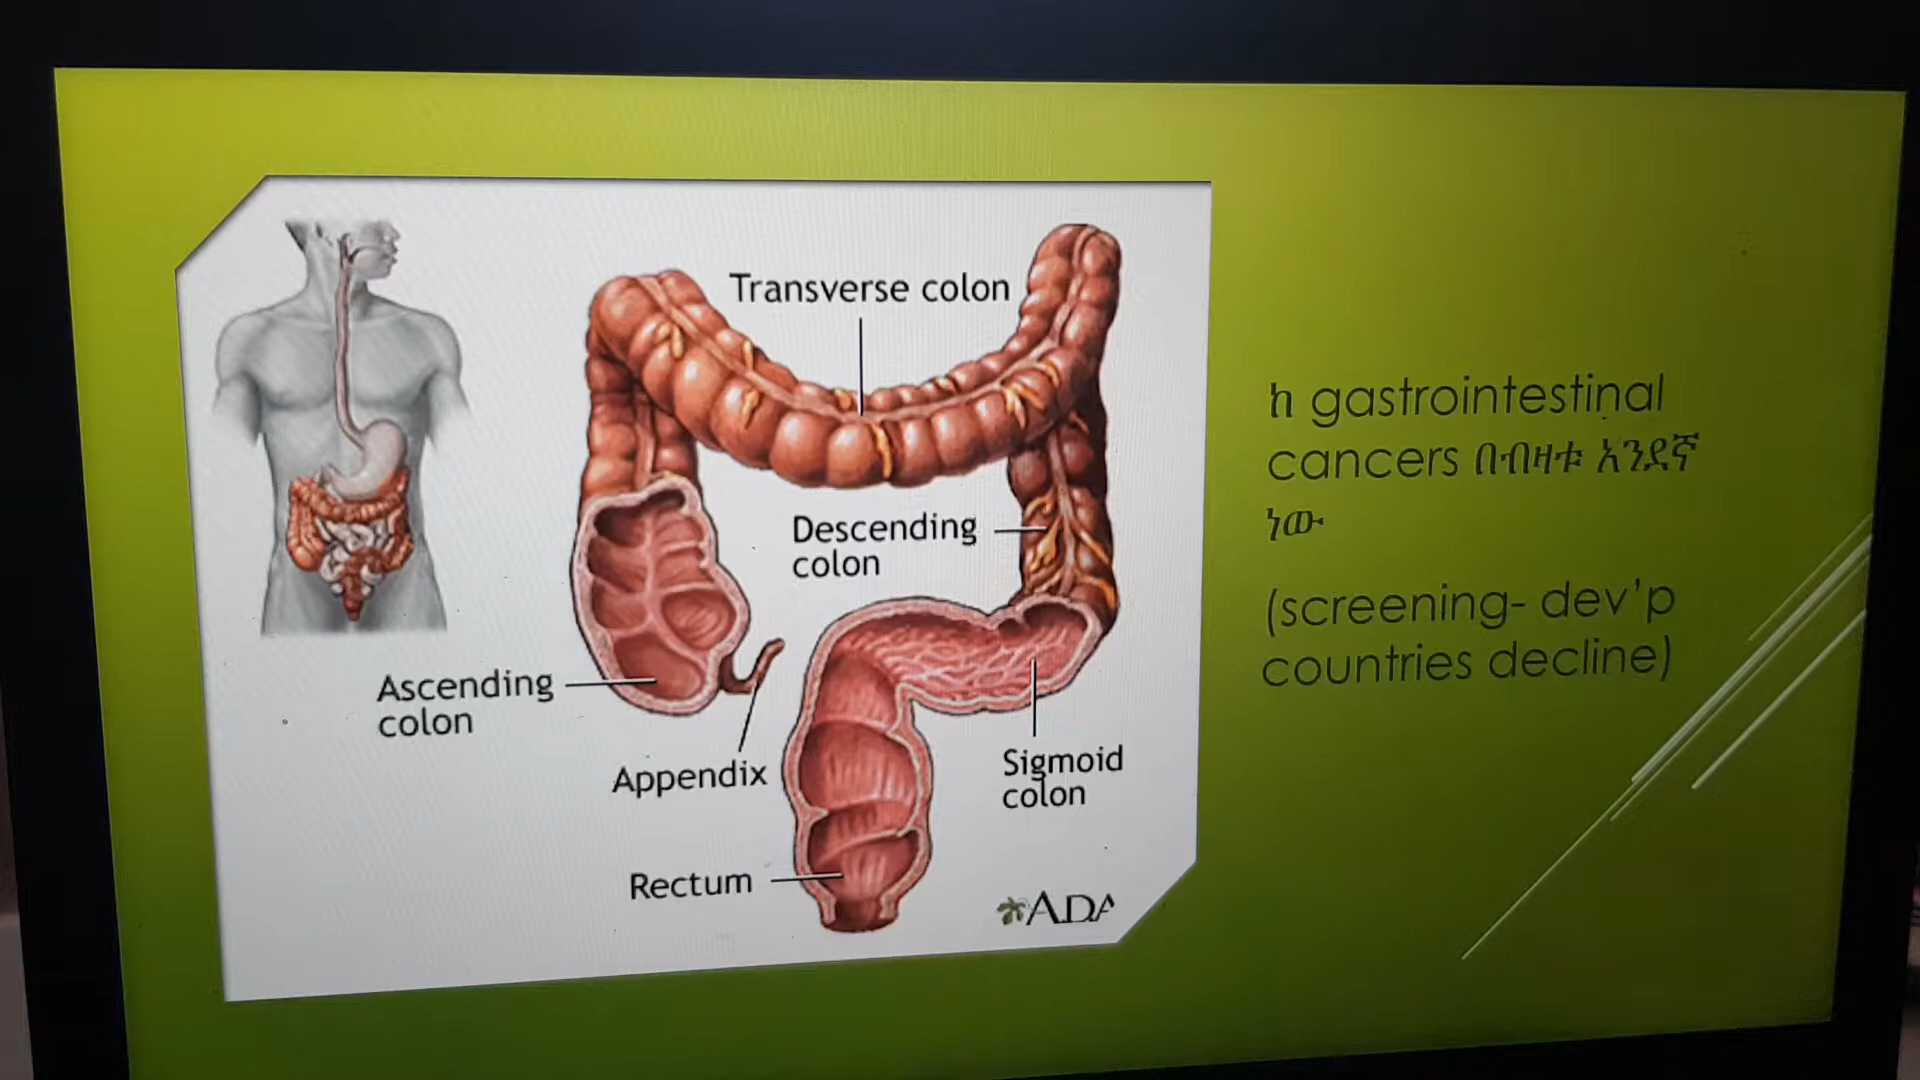 Transverse colon
Descending
colon
Ascending
colon
Appendix
Sigmoid
colon
Rectum
ADA
ከ gastrointestinal
cancers በብዛቱ አንደኛ
ነው
(screening- dev’p
countries decline)